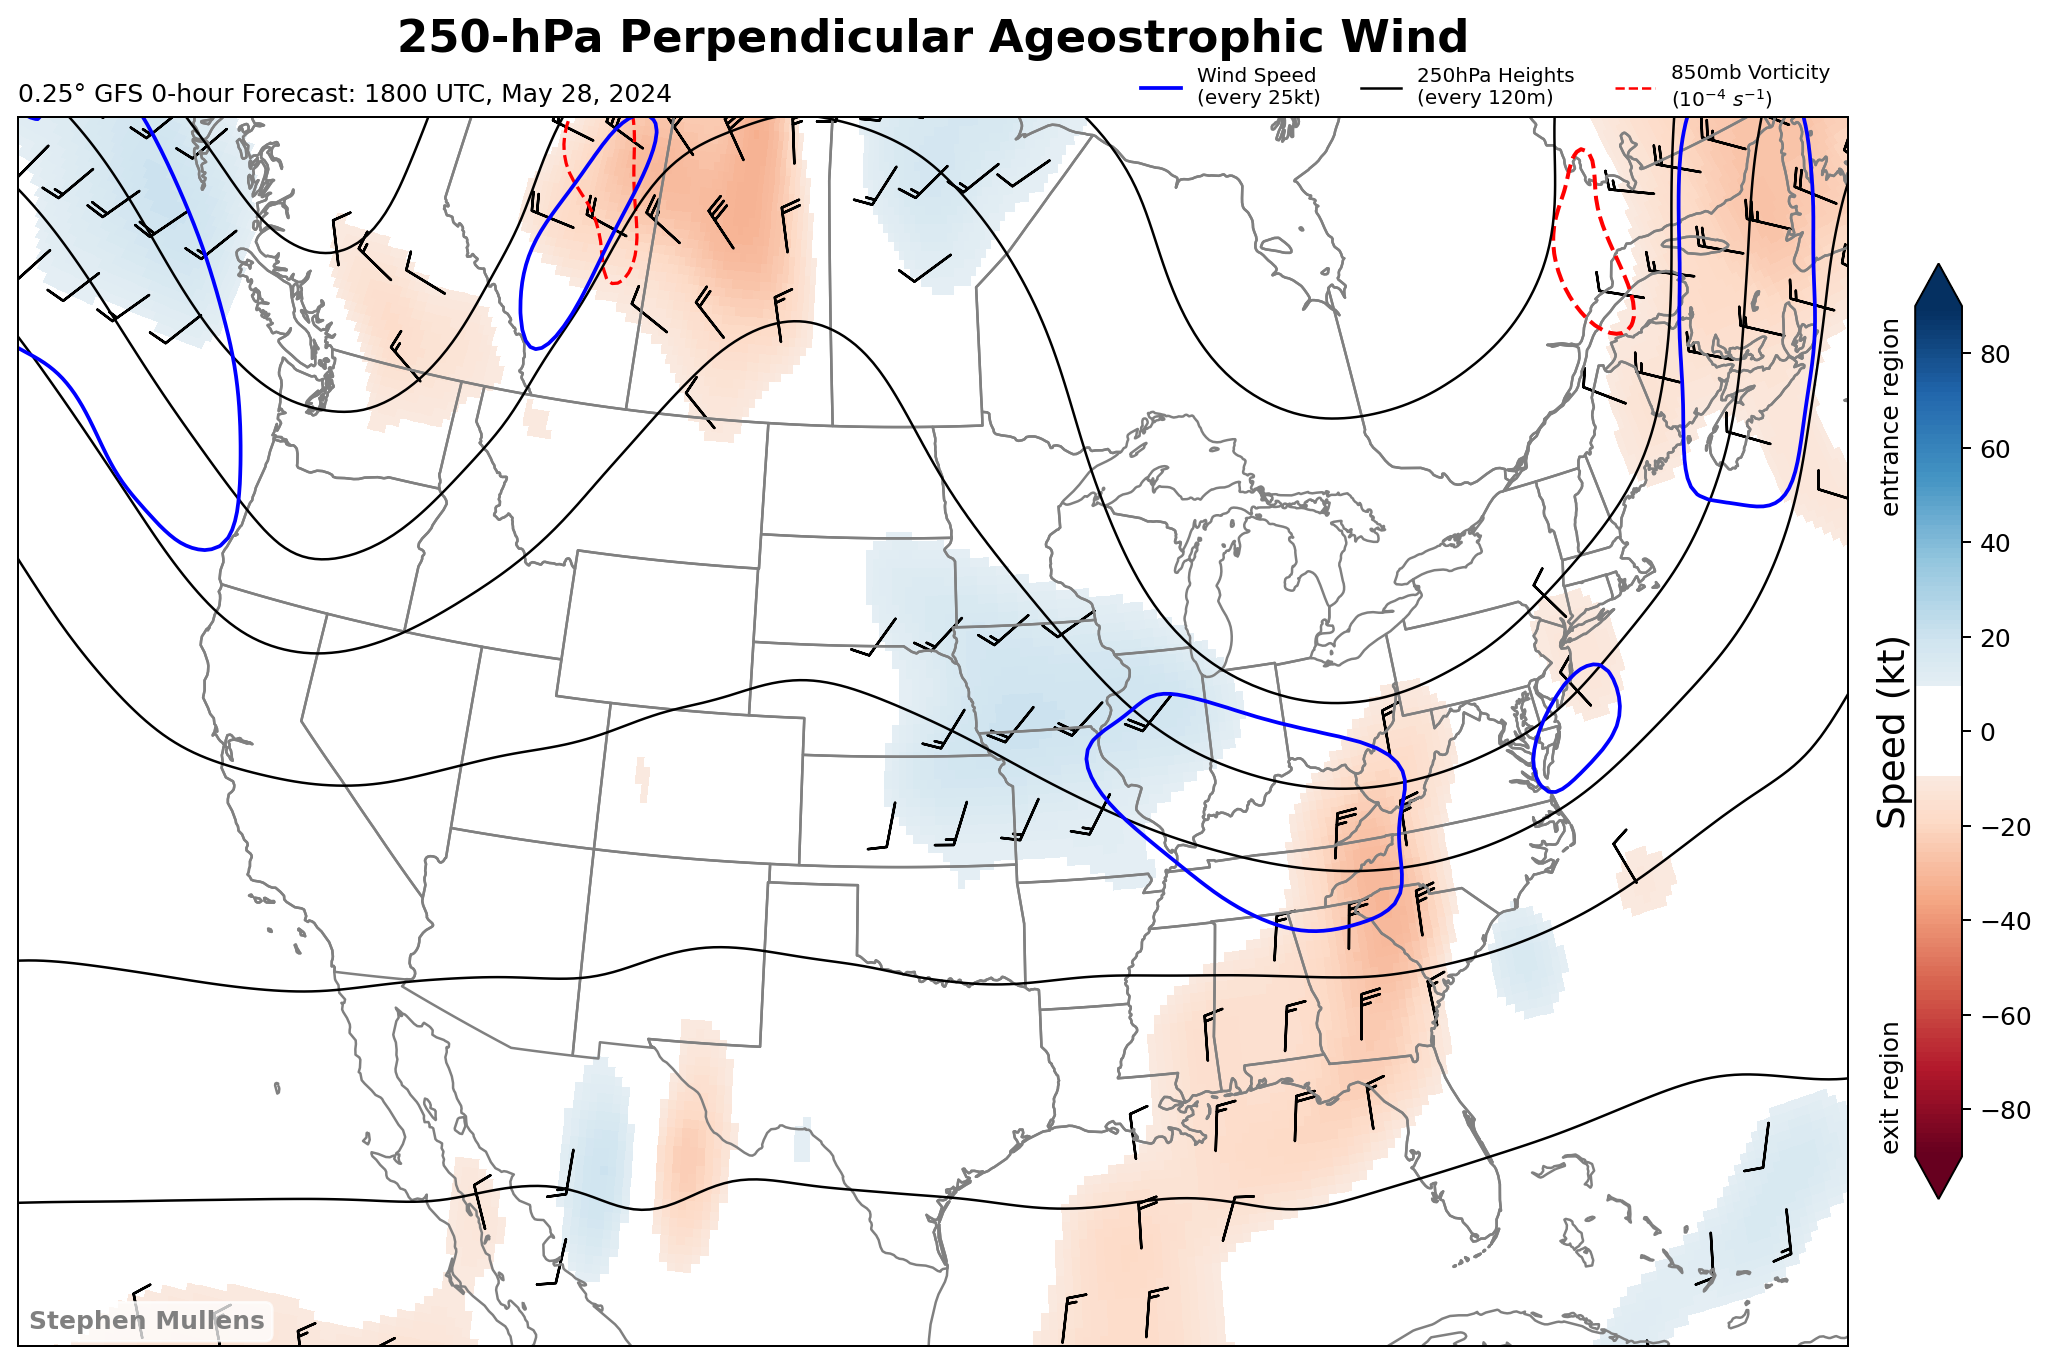 250-hPa Perpendicular Ageostrophic Wind
0.25° GFS 0-hour Forecast: 1800 UTC, May 28, 2024
Wind Speed
(every 25kt)
250hPa Heights
(every 120m)
850mb Vorticity
(10⁻⁴ s⁻¹)
entrance region
Speed (kt)
exit region
80
60
40
20
0
−20
−40
−60
−80
Stephen Mullens